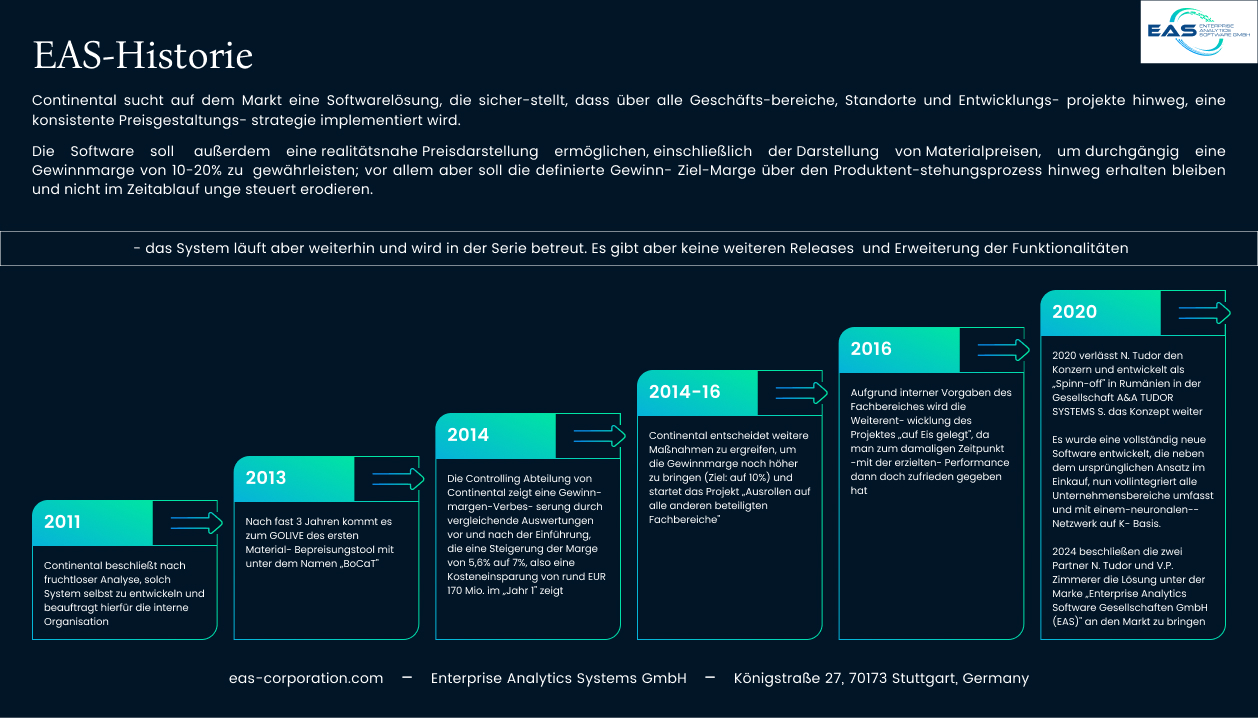 EAS ENTERPRISE
ANALYTICS
SOFTWARE GMBH
EAS-Historie
Continental sucht auf dem Markt eine Softwarelösung, die sicher-stellt, dass über alle Geschäfts-bereiche, Standorte und Entwicklungs- projekte hinweg, eine
konsistente Preisgestaltungs- strategie implementiert wird.
Die Software soll außerdem eine realitätsnahe Preisdarstellung ermöglichen, einschließlich der Darstellung von Materialpreisen, um durchgängig eine
Gewinnmarge von 10-20% zu gewährleisten; vor allem aber soll die definierte Gewinn- Ziel-Marge über den Produktent-stehungsprozess hinweg erhalten bleiben
und nicht im Zeitablauf unge steuert erodieren.
- das System läuft aber weiterhin und wird in der Serie betreut. Es gibt aber keine weiteren Releases und Erweiterung der Funktionalitäten
2011
Continental beschließt nach
fruchtloser Analyse, solch
System selbst zu entwickeln und
beauftragt hierfür die interne
Organisation
2013
Nach fast 3 Jahren kommt es
zum GOLIVE des ersten
Material- Bepreisungstool mit
unter dem Namen „BoCaT"
2014
Die Controlling Abteilung von
Continental zeigt eine Gewinn-
margen-Verbes- serung durch
vergleichende Auswertungen
vor und nach der Einführung,
die eine Steigerung der Marge
von 5,6% auf 7%, also eine
Kosteneinsparung von rund EUR
170 Mio. im „Jahr 1" zeigt
2014-16
Continental entscheidet weitere
Maßnahmen zu ergreifen, um
die Gewinnmarge noch höher
zu bringen (Ziel: auf 10%) und
startet das Projekt „Ausrollen auf
alle anderen beteiligten
Fachbereiche"
2016
Aufgrund interner Vorgaben des
Fachbereiches wird die
Weiterent- wicklung des
Projektes „auf Eis gelegt", da
man zum damaligen Zeitpunkt
-mit der erzielten- Performance
dann doch zufrieden gegeben
hat
2020
2020 verlässt N. Tudor den
Konzern und entwickelt als
„Spinn-off" in Rumänien in der
Gesellschaft A&A TUDOR
SYSTEMS S. das Konzept weiter
Es wurde eine vollständig neue
Software entwickelt, die neben
dem ursprünglichen Ansatz im
Einkauf, nun vollintegriert alle
Unternehmensbereiche umfasst
und mit einem-neuronalen--
Netzwerk auf K- Basis.
2024 beschließen die zwei
Partner N. Tudor und V.P.
Zimmerer die Lösung unter der
Marke „Enterprise Analytics
Software Gesellschaften GmbH
(EAS)" an den Markt zu bringen
eas-corporation.com — Enterprise Analytics Systems GmbH — Königstraße 27, 70173 Stuttgart, Germany